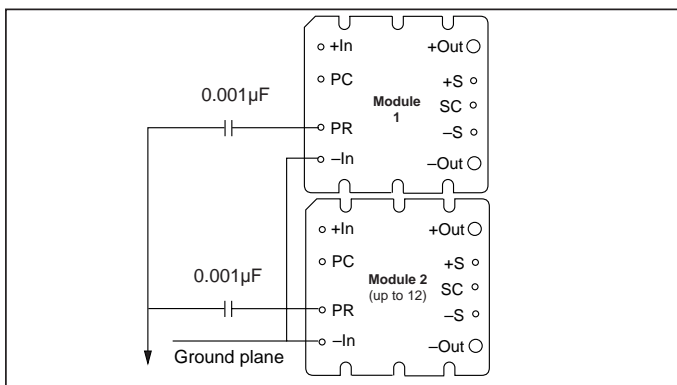 +In
+Out
PC
+S
0.001µF
Module
1
SC
PR
–S
–In
–Out
+In
+Out
PC
+S
0.001µF
Module 2
(up to 12)
SC
PR
–S
–In
–Out
Ground plane